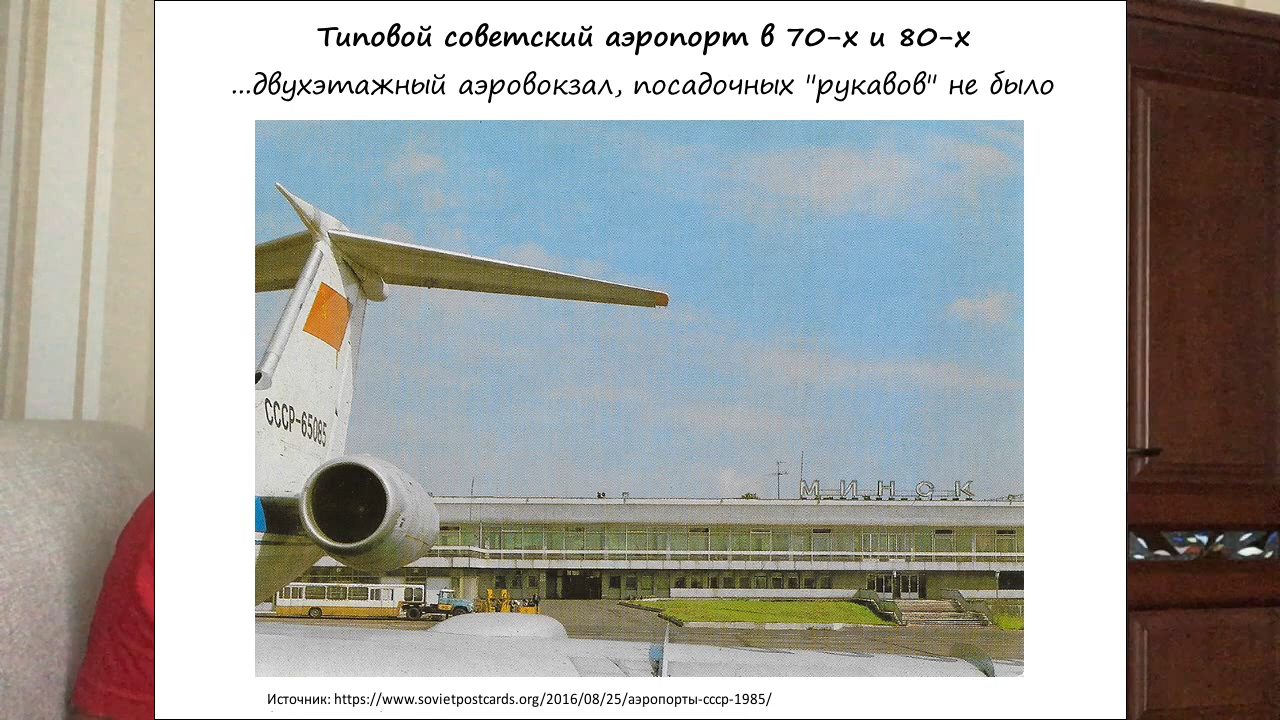 Типовой советский аэропорт в 70-х и 80-х
...двухэтажный аэровокзал, посадочных "рукавов" не было
СССР-65085
МИНСК
Источник: https://www.sovietpostcards.org/2016/08/25/аэропорты-ссср-1985/